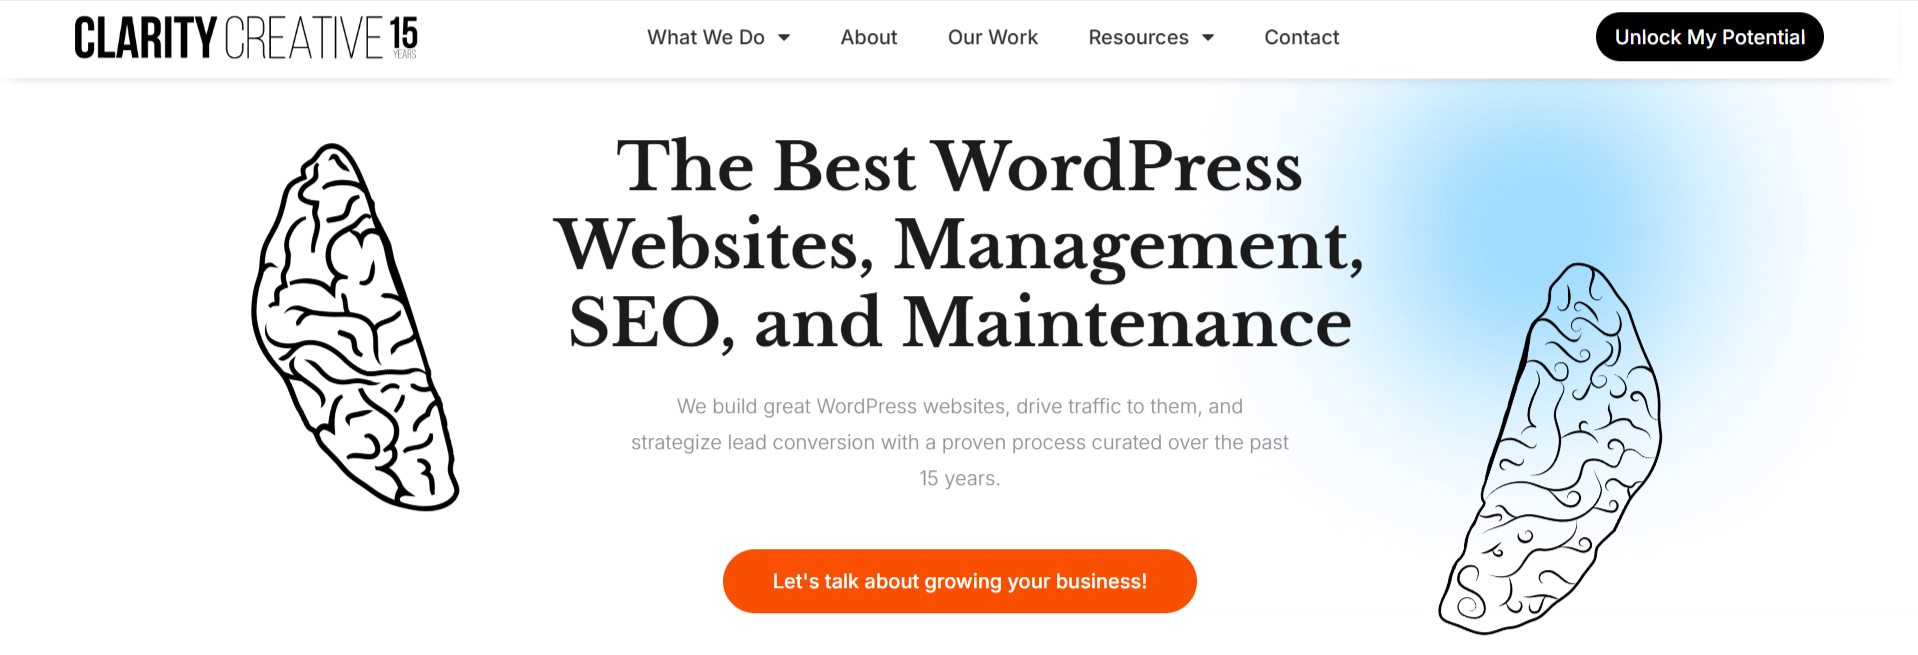 CLARITY CREATIVE 15 YEARS
What We Do
About
Our Work
Resources
Contact
Unlock My Potential
The Best WordPress
Websites, Management,
SEO, and Maintenance
We build great WordPress websites, drive traffic to them, and
strategize lead conversion with a proven process curated over the past
15 years.
Let's talk about growing your business!